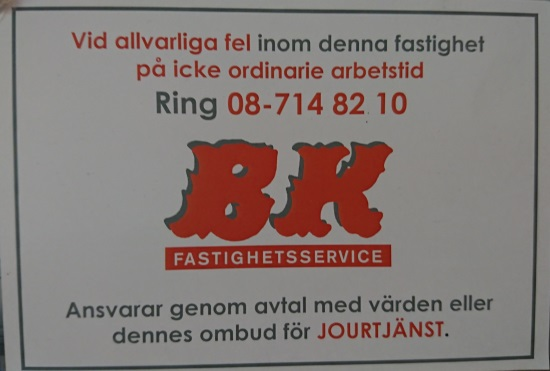 Vid allvarliga fel inom denna fastighet
på icke ordinarie arbetstid
Ring 08-714 82 10
BK
FASTIGHETSSERVICE
Ansvarar genom avtal med värden eller
dennes ombud för JOURTJÄNST.